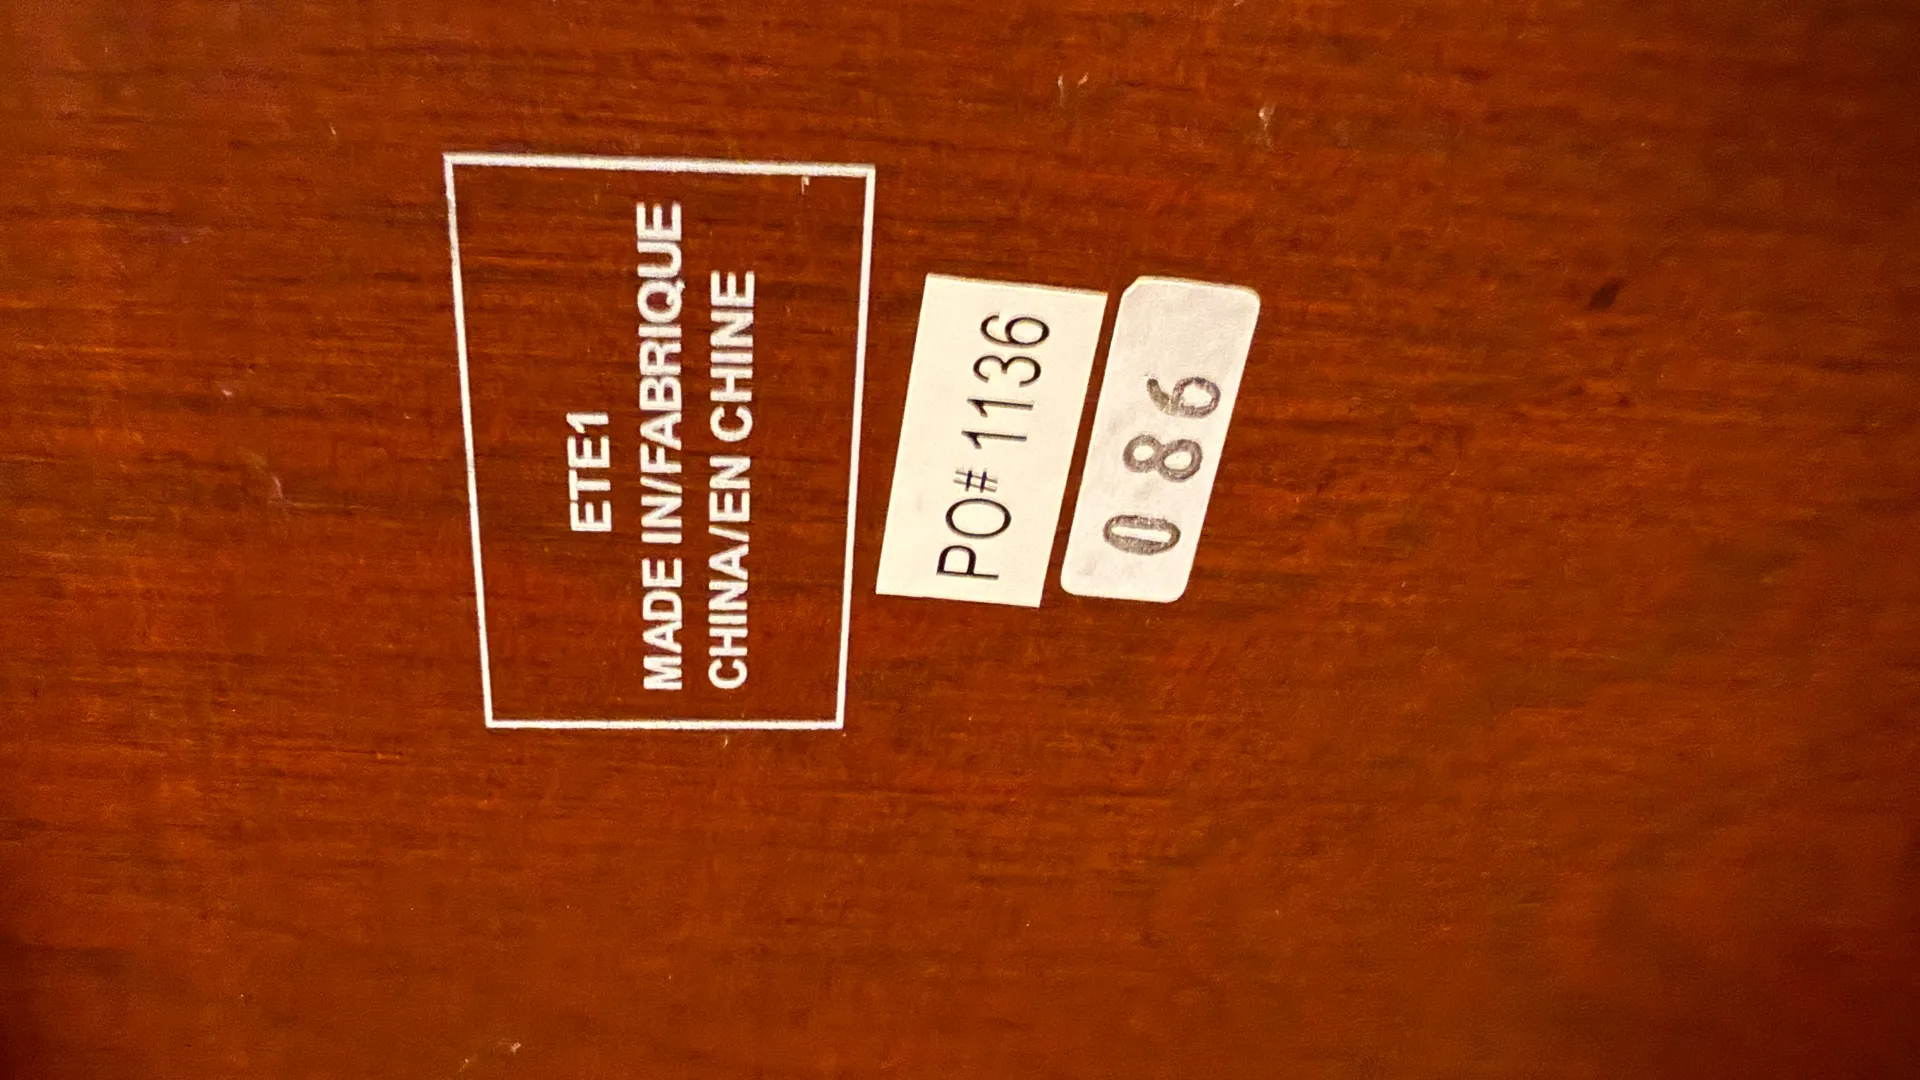 ETE1
MADE IN/FABRIQUE
CHINA/EN CHINE
PO# 1136
086